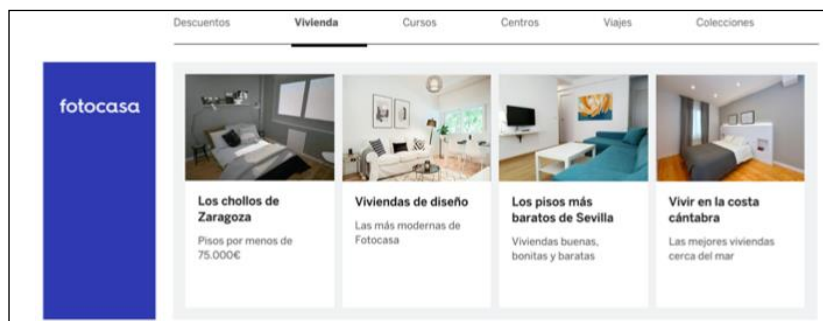 Descuentos Vivienda Cursos Centros Viajes Colecciones
fotocasa
Los chollos de
Zaragoza
Pisos por menos de
75.000€
Viviendas de diseño
Las más modernas de
Fotocasa
Los pisos más
baratos de Sevilla
Viviendas buenas,
bonitas y baratas
Vivir en la costa
cántabra
Las mejores viviendas
cerca del mar